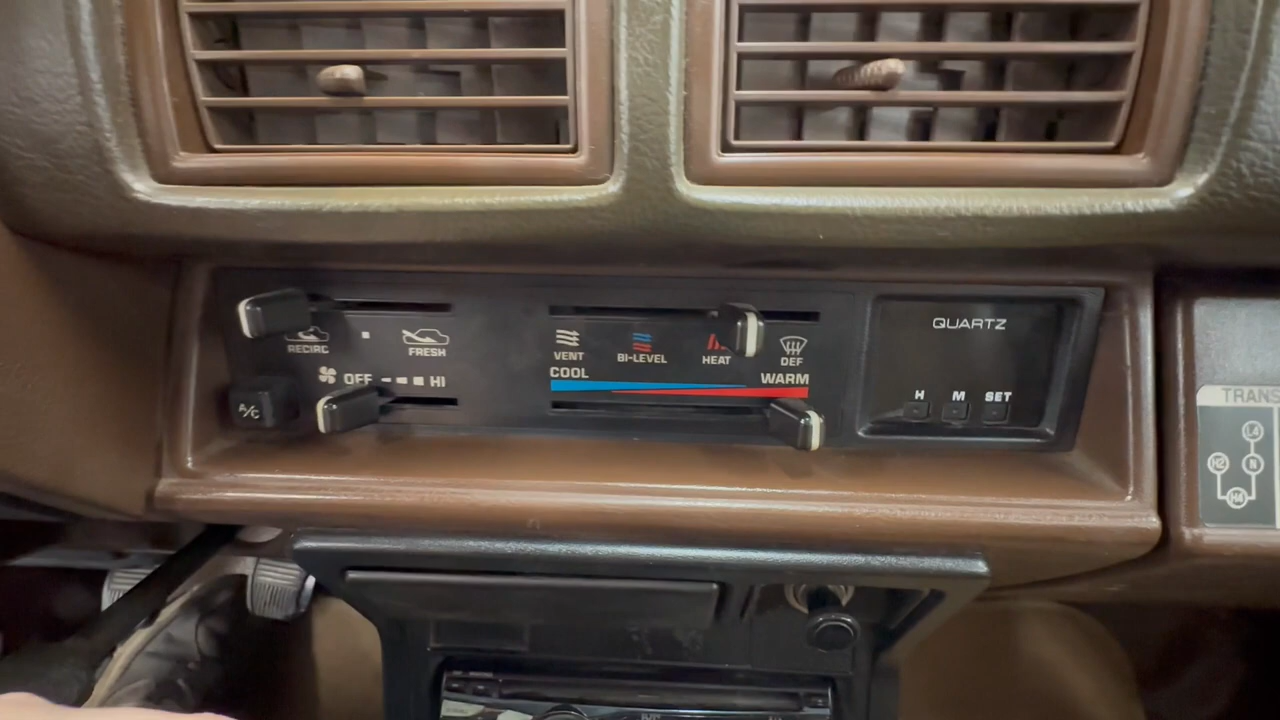 QUARTZ
RECIRC
FRESH
VENT
BI-LEVEL
HEAT
DEF
COOL
WARM
OFF
HI
A/C
H M SET
TRANS
L4
H2 N
H4